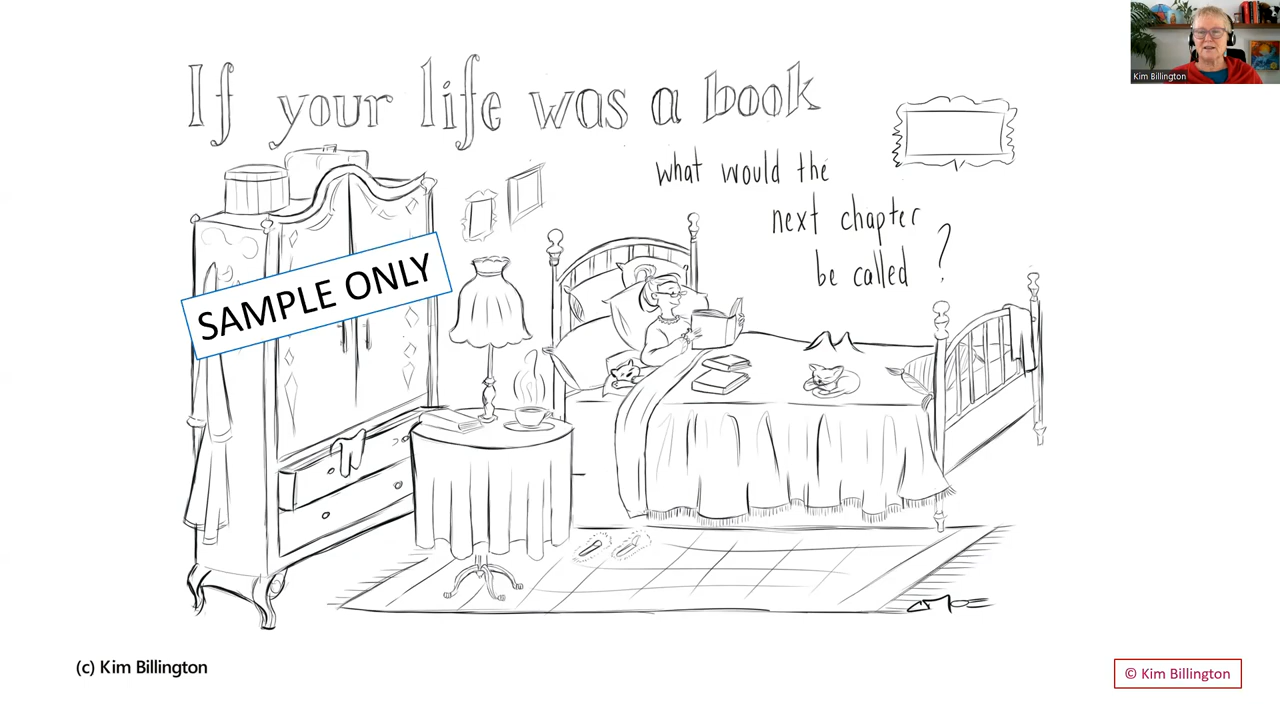 Kim Billington
If your life was a book
what would the
next chapter
be called ?
SAMPLE ONLY
CMOE
(c) Kim Billington
© Kim Billington